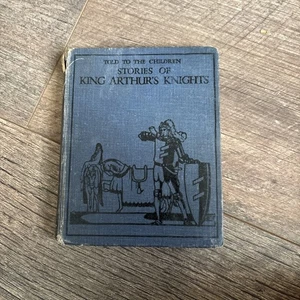 TOLD TO THE CHILDREN
STORIES OF
KING ARTHUR'S KNIGHTS